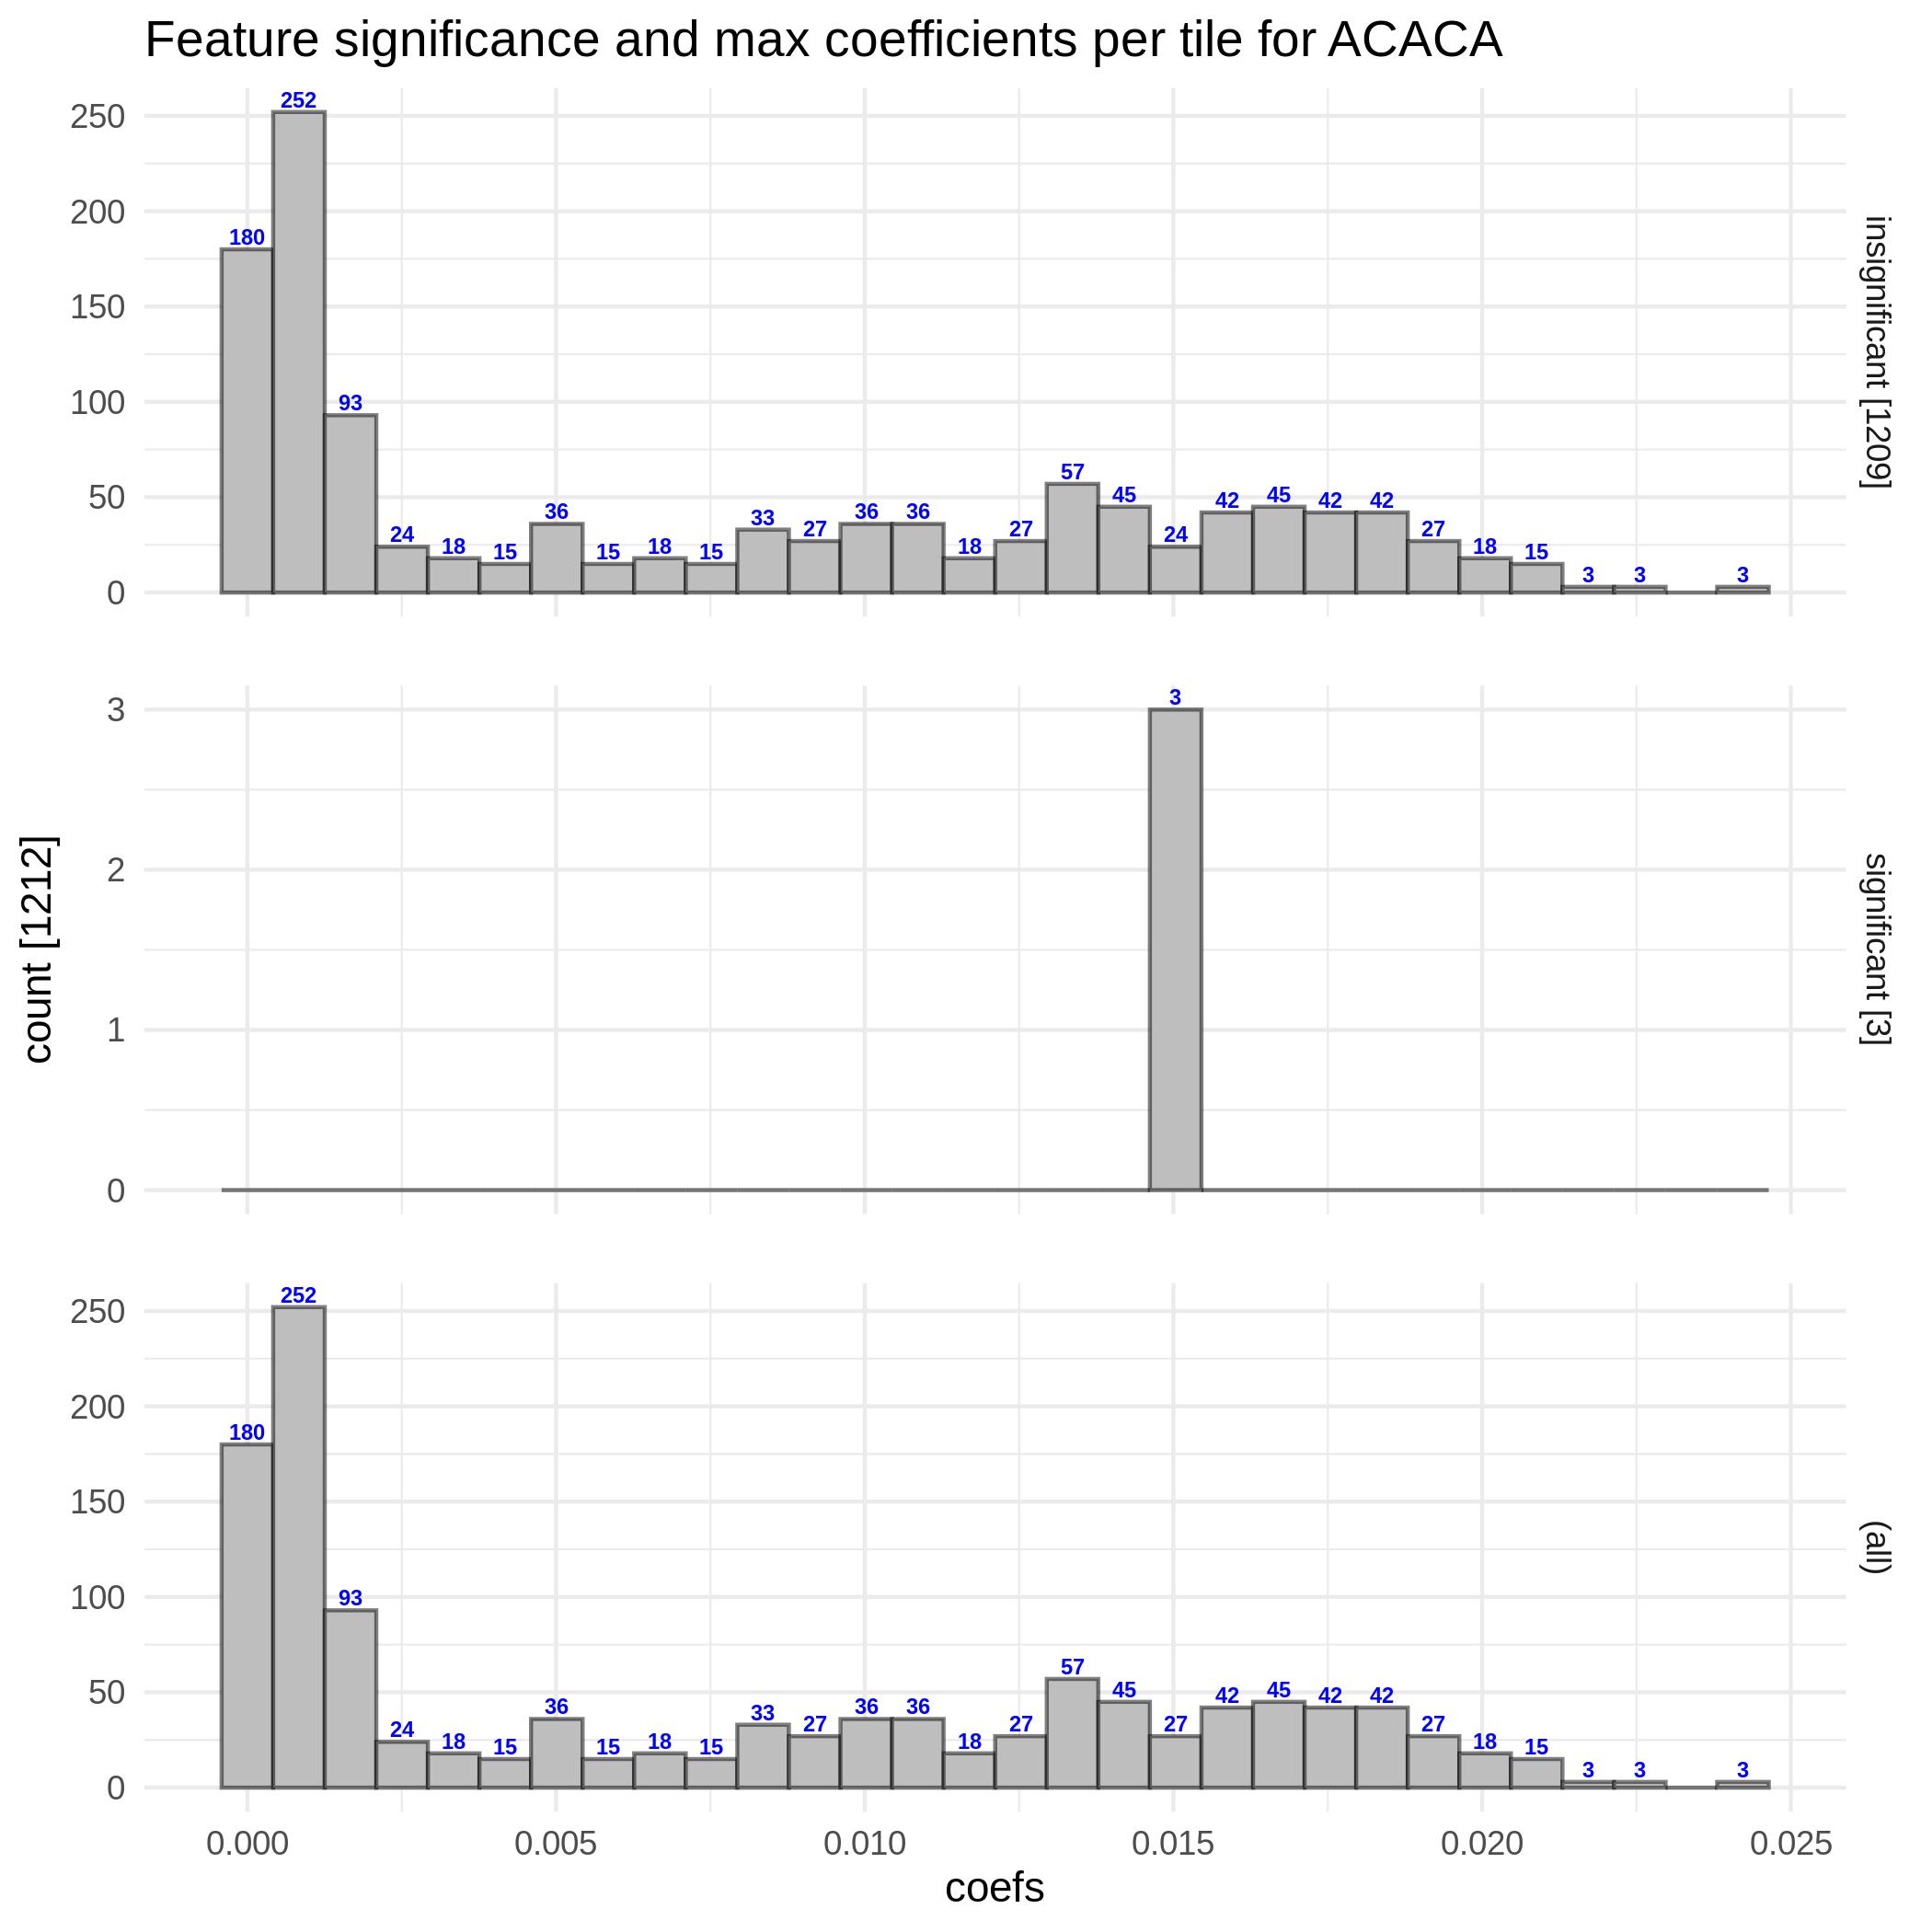 Feature significance and max coefficients per tile for ACACA
250
200
150
100
50
0
180 252 93 24 18 15 36 15 18 15 33 27 36 36 18 27 57 45 24 42 45 42 42 27 18 15 3 3 3
insignificant [1209]
3
2
1
0
3
significant [3]
count [1212]
250
200
150
100
50
0
180 252 93 24 18 15 36 15 18 15 33 27 36 36 18 27 57 45 27 42 45 42 42 27 18 15 3 3 3
(all)
0.000 0.005 0.010 0.015 0.020 0.025
coefs